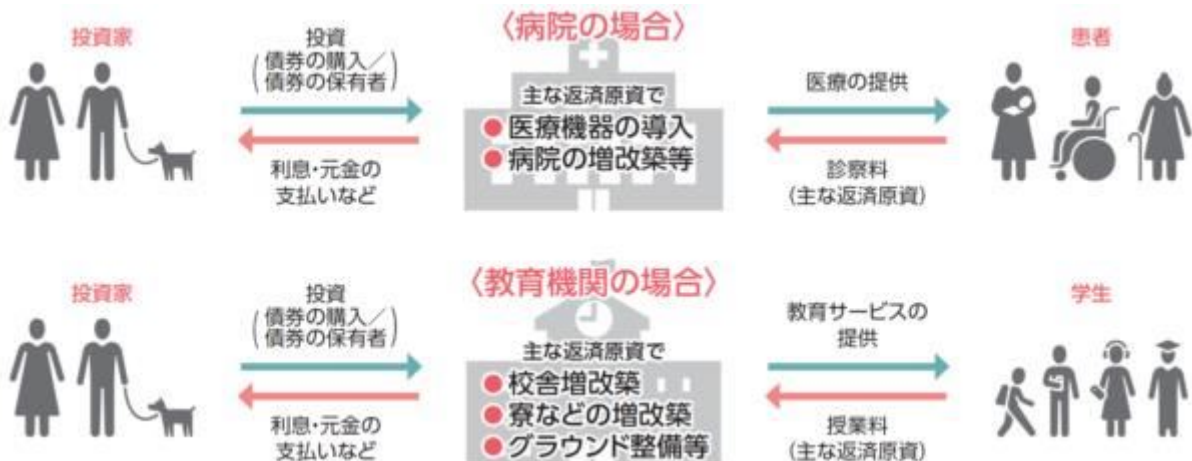 〈病院の場合〉
投資家
投資
(債券の購入／
債券の保有者)
利息・元金の
支払いなど
主な返済原資で
●医療機器の導入
●病院の増改築等
医療の提供
診察料
(主な返済原資)
患者
〈教育機関の場合〉
投資家
投資
(債券の購入／
債券の保有者)
利息・元金の
支払いなど
主な返済原資で
●校舎増改築
●寮などの増改築
●グラウンド整備等
教育サービスの
提供
授業料
(主な返済原資)
学生